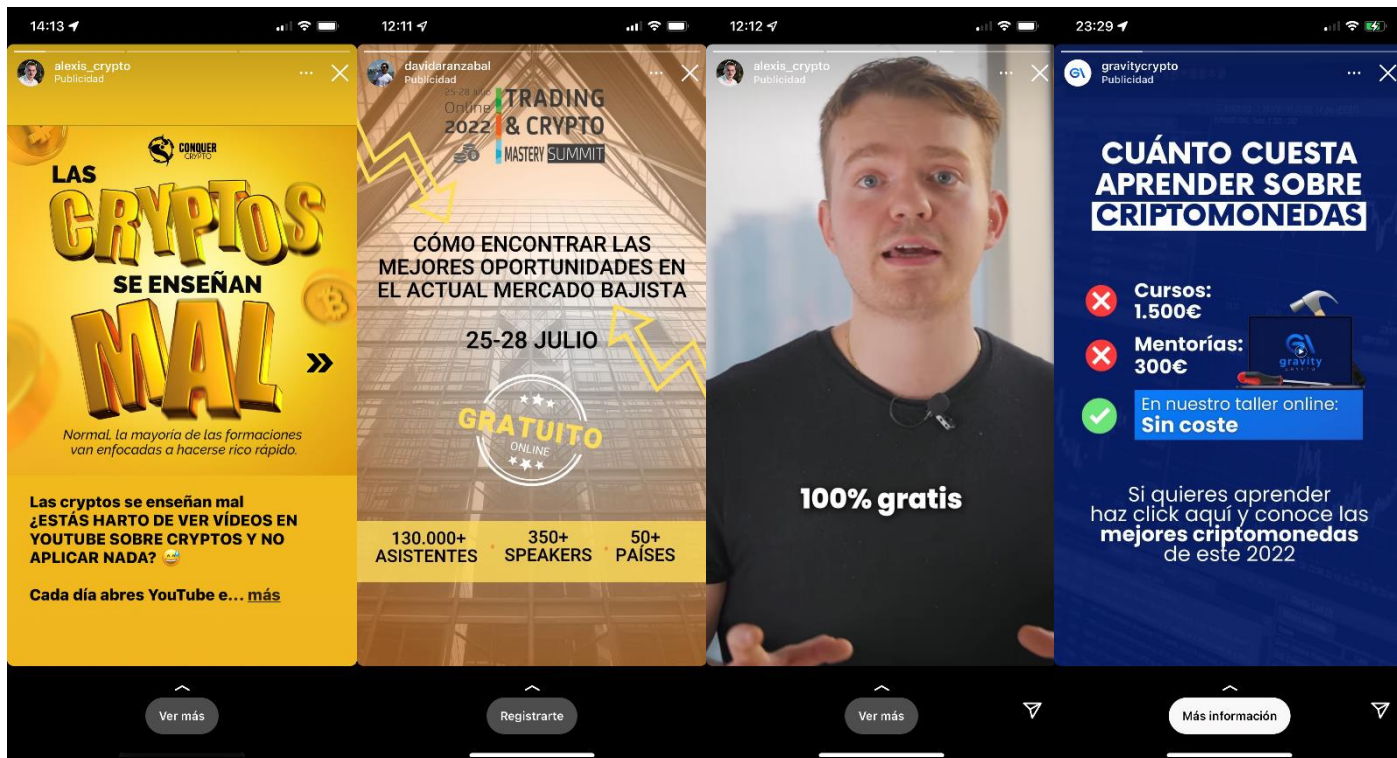 14:13
alexis_crypto
Publicidad
CONQUER
CRYPTO
LAS
CRYPTOS
SE ENSEÑAN
MAL
Normal, la mayoría de las formaciones
van enfocadas a hacerse rico rápido.
Las cryptos se enseñan mal
¿ESTÁS HARTO DE VER VÍDEOS EN
YOUTUBE SOBRE CRYPTOS Y NO
APLICAR NADA? 😅
Cada día abres YouTube e... más
Ver más
12:11
davidaranzabal
Publicidad
25-28 julio
Online
2022
TRADING
& CRYPTO
MASTERY SUMMIT
CÓMO ENCONTRAR LAS
MEJORES OPORTUNIDADES EN
EL ACTUAL MERCADO BAJISTA
25-28 JULIO
GRATUITO
ONLINE
130.000+ 350+ 50+
ASISTENTES SPEAKERS PAÍSES
Registrarte
12:12
alexis_crypto
Publicidad
100% gratis
Ver más
23:29
gravitycrypto
Publicidad
CUÁNTO CUESTA
APRENDER SOBRE
CRIPTOMONEDAS
Cursos:
1.500€
Mentorías:
300€
gravity
CRYPTO
En nuestro taller online:
Sin coste
Si quieres aprender
haz click aquí y conoce las
mejores criptomonedas
de este 2022
Más información